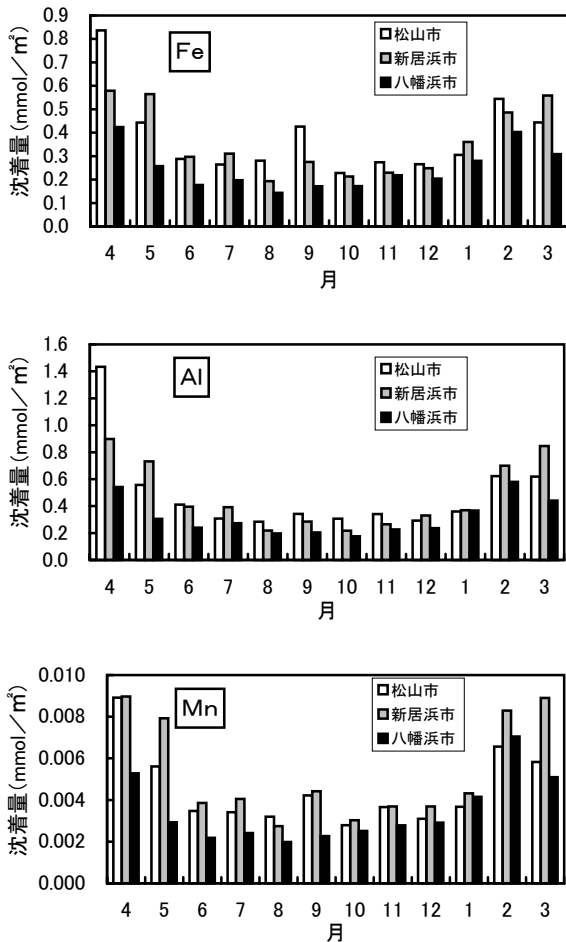 Fe
松山市
新居浜市
八幡浜市
沈着量(mmol/㎡)
0.9
0.8
0.7
0.6
0.5
0.4
0.3
0.2
0.1
0.0
4 5 6 7 8 9 10 11 12 1 2 3
月
Al
松山市
新居浜市
八幡浜市
沈着量(mmol/㎡)
1.6
1.4
1.2
1.0
0.8
0.6
0.4
0.2
0.0
4 5 6 7 8 9 10 11 12 1 2 3
月
Mn
松山市
新居浜市
八幡浜市
沈着量(mmol/㎡)
0.010
0.008
0.006
0.004
0.002
0.000
4 5 6 7 8 9 10 11 12 1 2 3
月